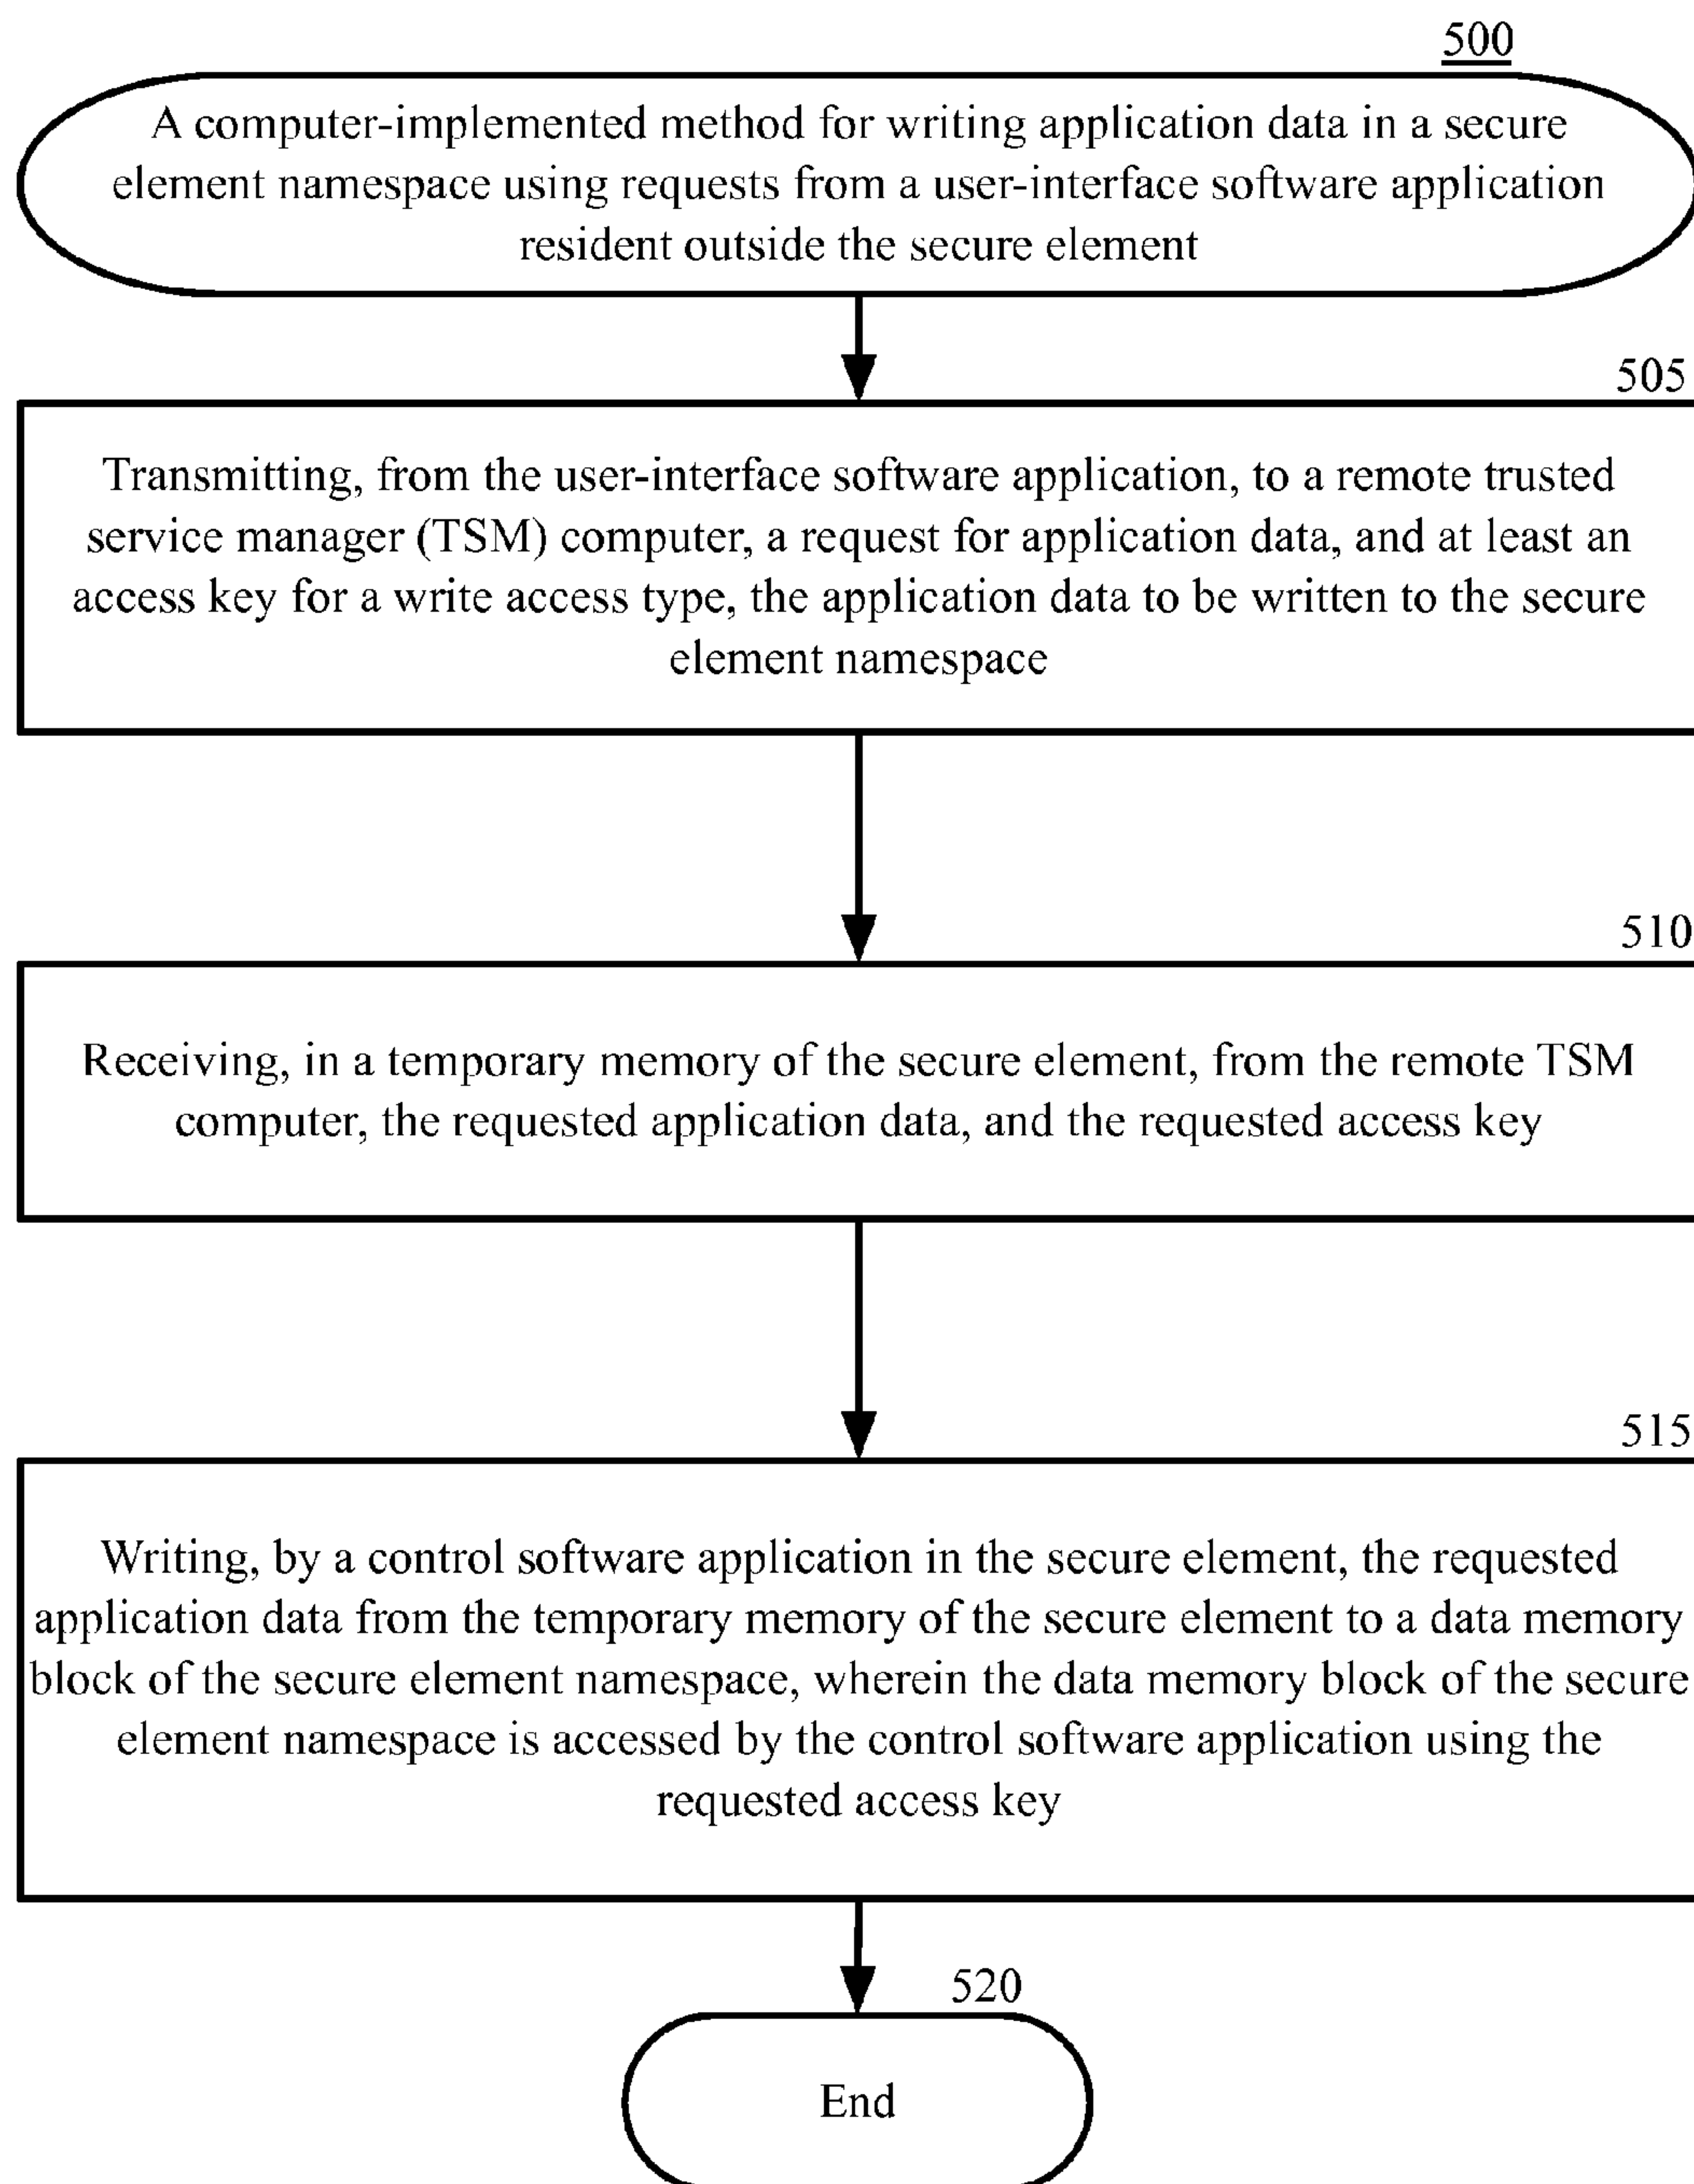 500
A computer-implemented method for writing application data in a secure
element namespace using requests from a user-interface software application
resident outside the secure element
505
Transmitting, from the user-interface software application, to a remote trusted
service manager (TSM) computer, a request for application data, and at least an
access key for a write access type, the application data to be written to the secure
element namespace
510
Receiving, in a temporary memory of the secure element, from the remote TSM
computer, the requested application data, and the requested access key
515
Writing, by a control software application in the secure element, the requested
application data from the temporary memory of the secure element to a data memory
block of the secure element namespace, wherein the data memory block of the secure
element namespace is accessed by the control software application using the
requested access key
520
End